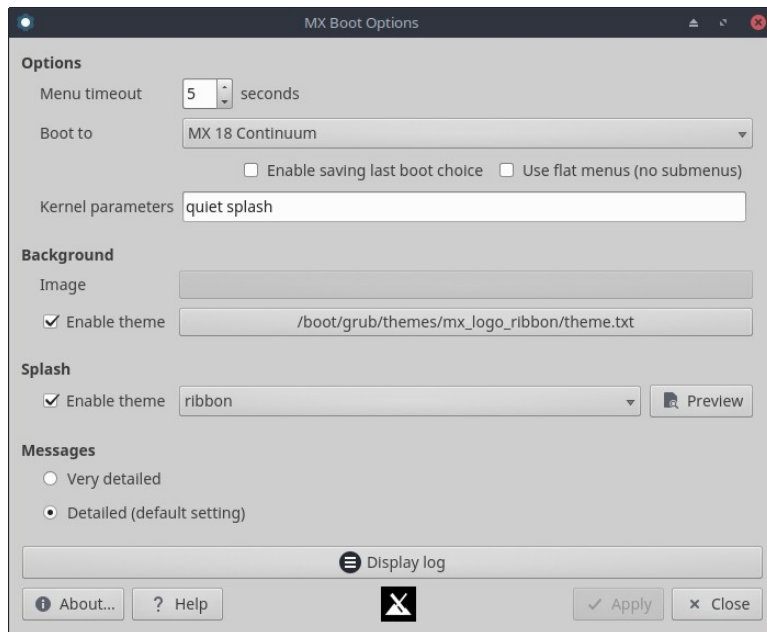 MX Boot Options
Options
Menu timeout 5 seconds
Boot to MX 18 Continuum
Enable saving last boot choice Use flat menus (no submenus)
Kernel parameters quiet splash
Background
Image
Enable theme /boot/grub/themes/mx_logo_ribbon/theme.txt
Splash
Enable theme ribbon Preview
Messages
Very detailed
Detailed (default setting)
Display log
About... ? Help Apply Close